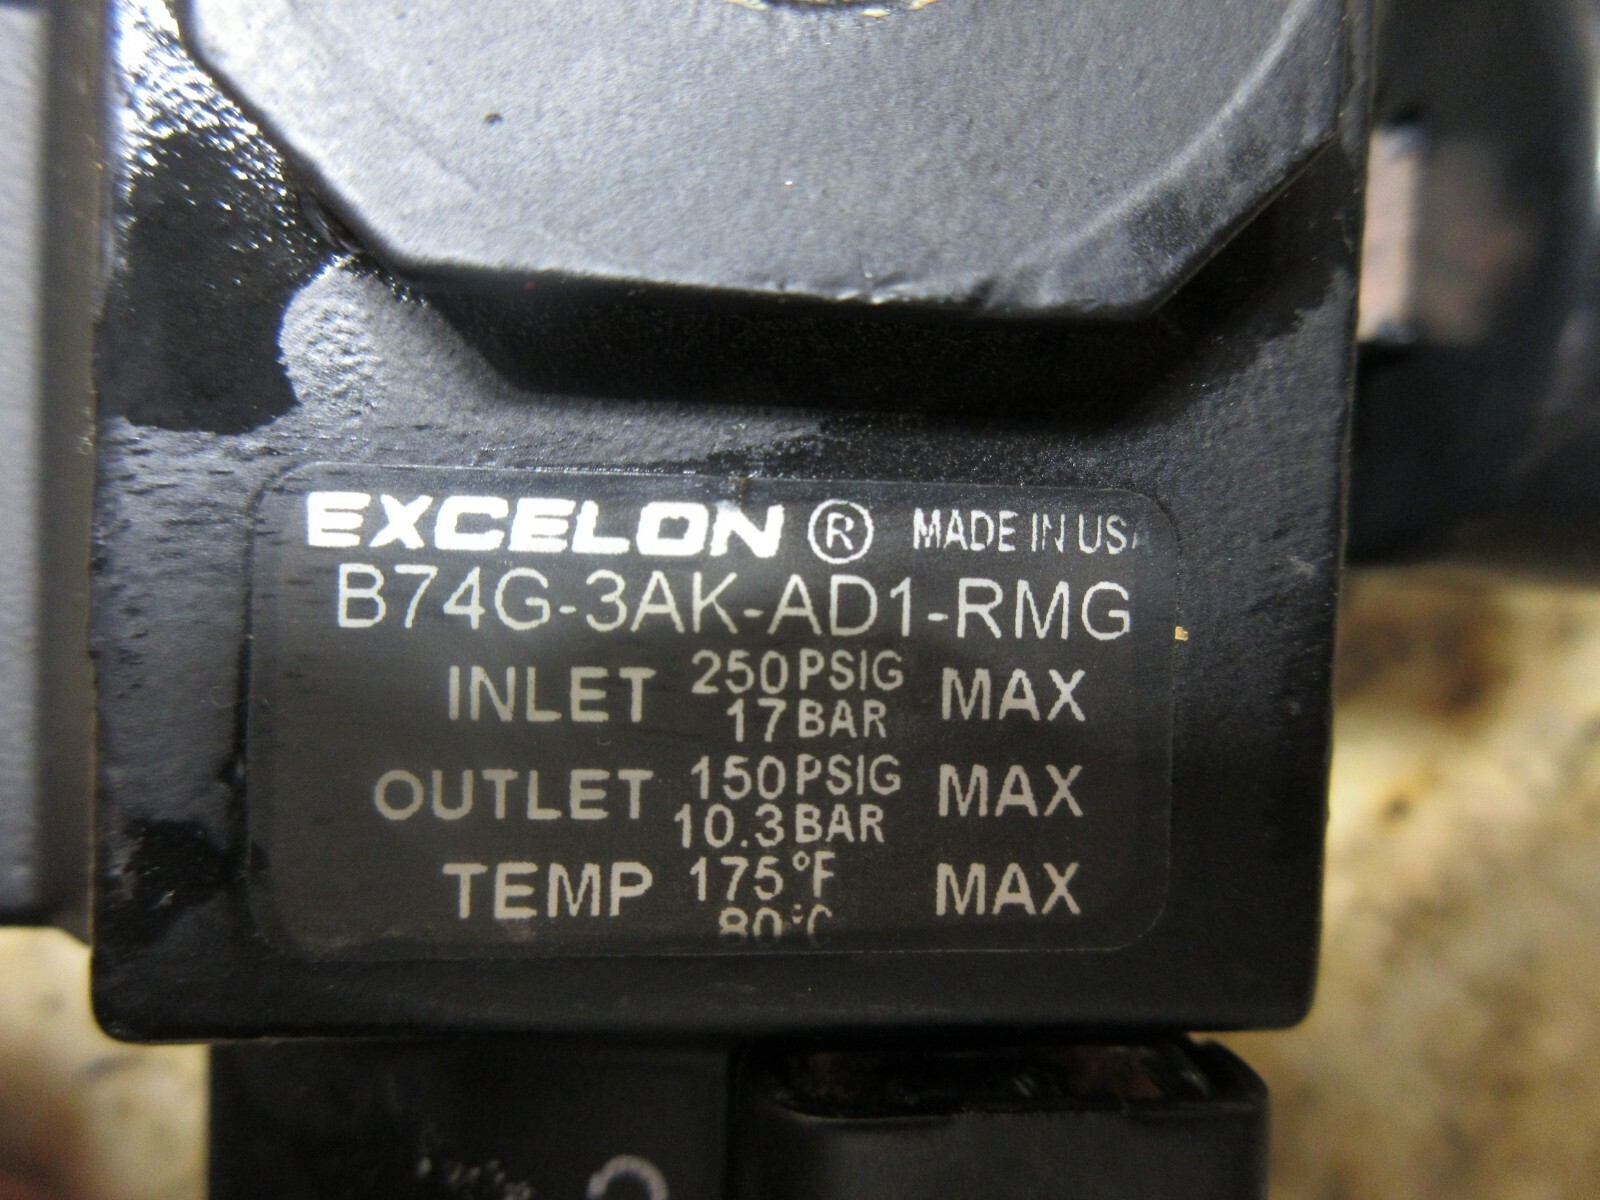 EXCELON ® MADE IN USA
B74G-3AK-AD1-RMG
INLET 250 PSIG 17 BAR MAX
OUTLET 150 PSIG 10.3 BAR MAX
TEMP 175°F 80°C MAX